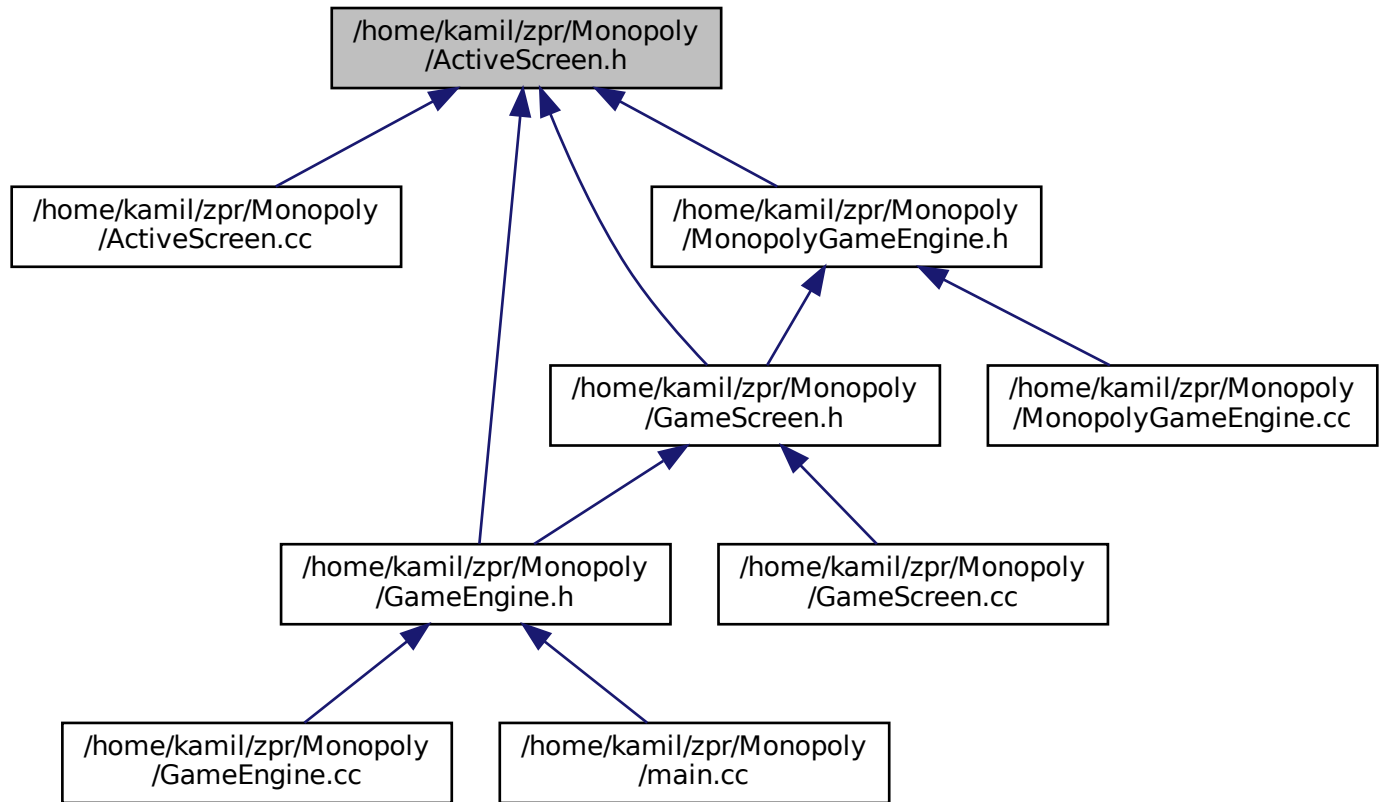 /home/kamil/zpr/Monopoly
/ActiveScreen.h
/home/kamil/zpr/Monopoly
/ActiveScreen.cc
/home/kamil/zpr/Monopoly
/MonopolyGameEngine.h
/home/kamil/zpr/Monopoly
/GameScreen.h
/home/kamil/zpr/Monopoly
/MonopolyGameEngine.cc
/home/kamil/zpr/Monopoly
/GameEngine.h
/home/kamil/zpr/Monopoly
/GameScreen.cc
/home/kamil/zpr/Monopoly
/GameEngine.cc
/home/kamil/zpr/Monopoly
/main.cc